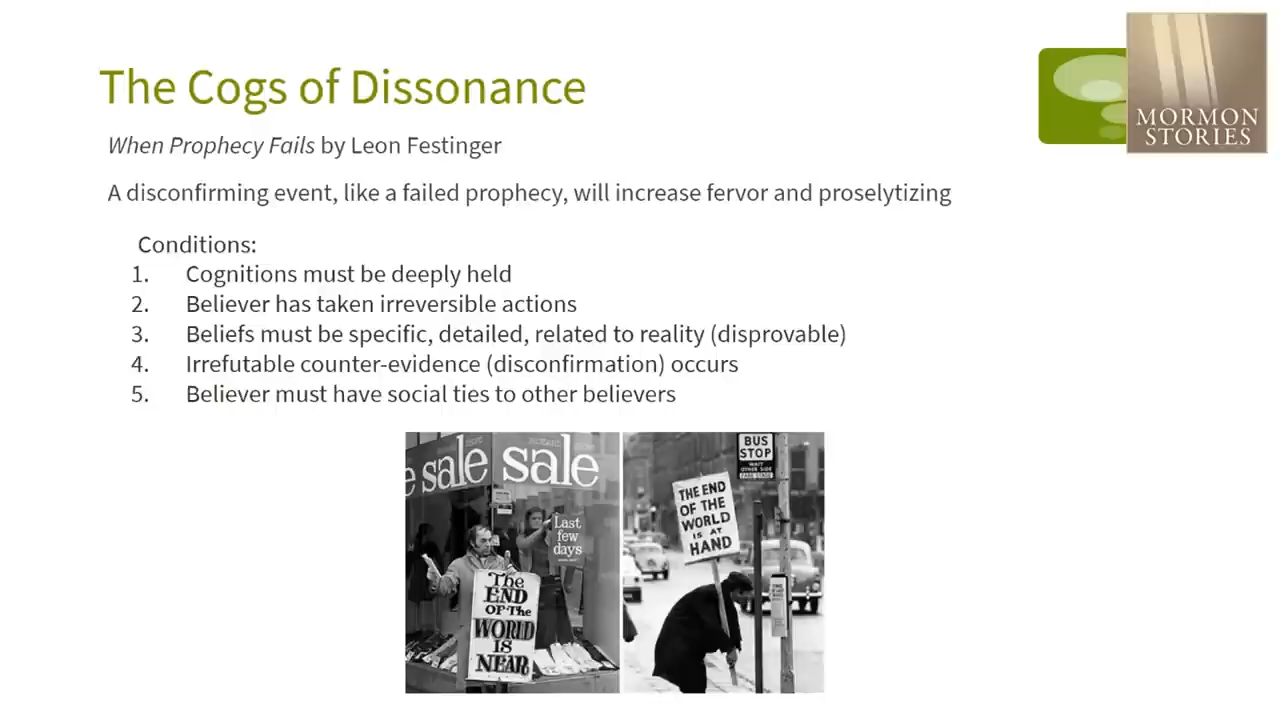 The Cogs of Dissonance
MORMON
STORIES
When Prophecy Fails by Leon Festinger
A disconfirming event, like a failed prophecy, will increase fervor and proselytizing
Conditions:
1. Cognitions must be deeply held
2. Believer has taken irreversible actions
3. Beliefs must be specific, detailed, related to reality (disprovable)
4. Irrefutable counter-evidence (disconfirmation) occurs
5. Believer must have social ties to other believers
e sale sale
Last
few
days
The
END
OF The
WORLD
IS
NEAR
BUS
STOP
WAIT
OTHER SIDE
THE END
OF THE
WORLD
IS AT
HAND